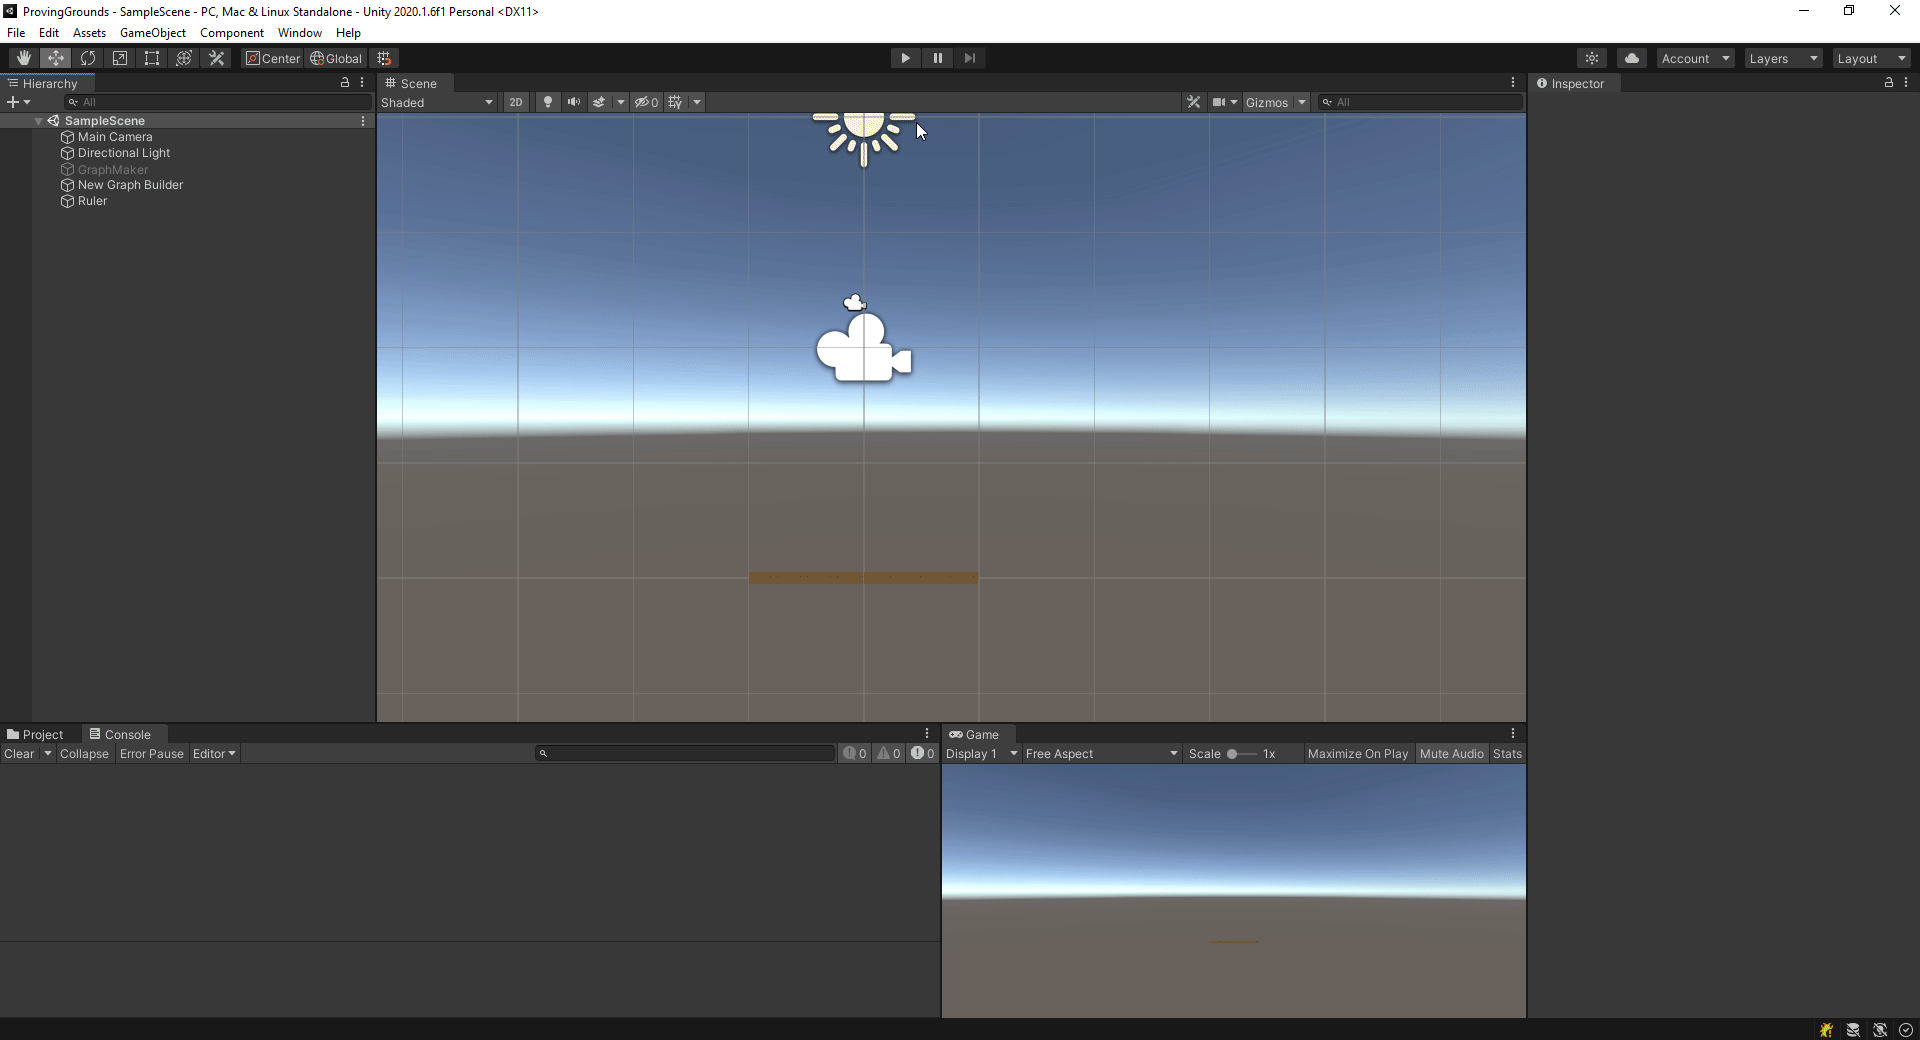 ProvingGrounds - SampleScene - PC, Mac & Linux Standalone - Unity 2020.1.6f1 Personal <DX11>
File Edit Assets GameObject Component Window Help
Center Global Account Layers Layout
Hierarchy
All
SampleScene
Main Camera
Directional Light
GraphMaker
New Graph Builder
Ruler
Scene
Shaded 2D 0 Gizmos All
Inspector
Project Console
Clear Collapse Error Pause Editor 0 0 0
Game
Display 1 Free Aspect Scale 1x Maximize On Play Mute Audio Stats